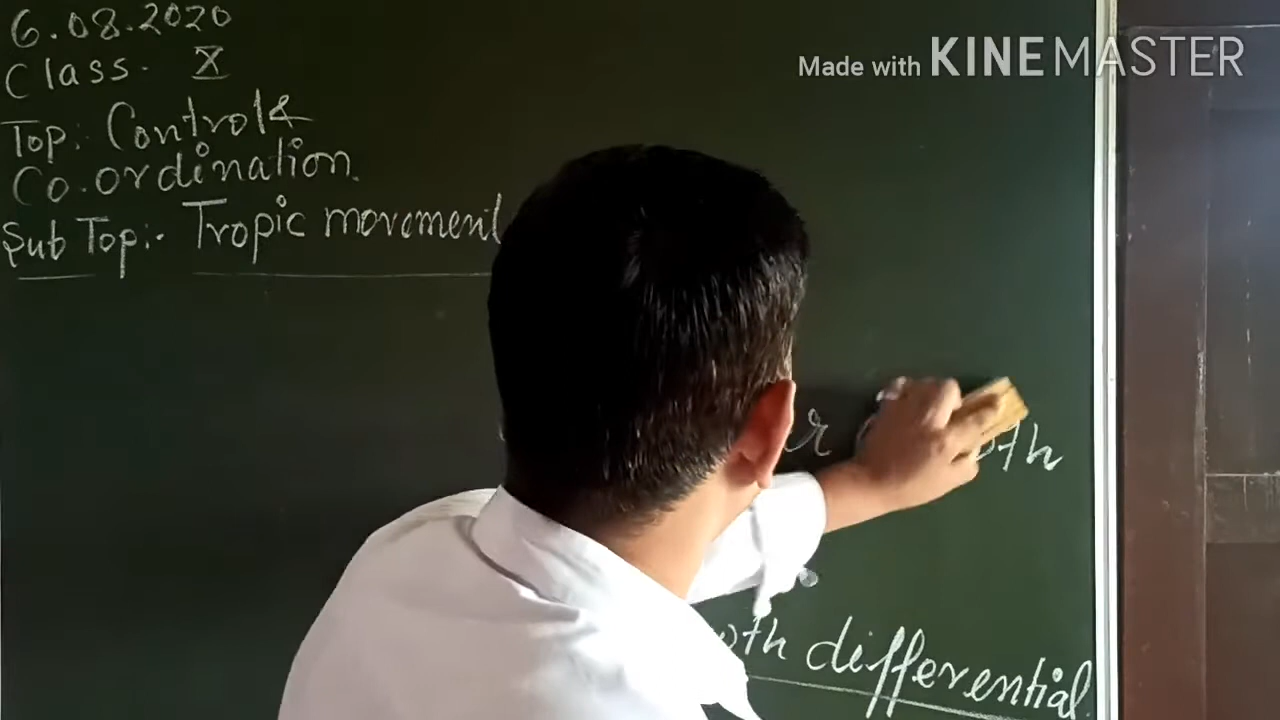 6.08.2020
Class- X
Top: Control &
Co-ordination.
Sub Top:- Tropic movement
Made with KINEMASTER
differential